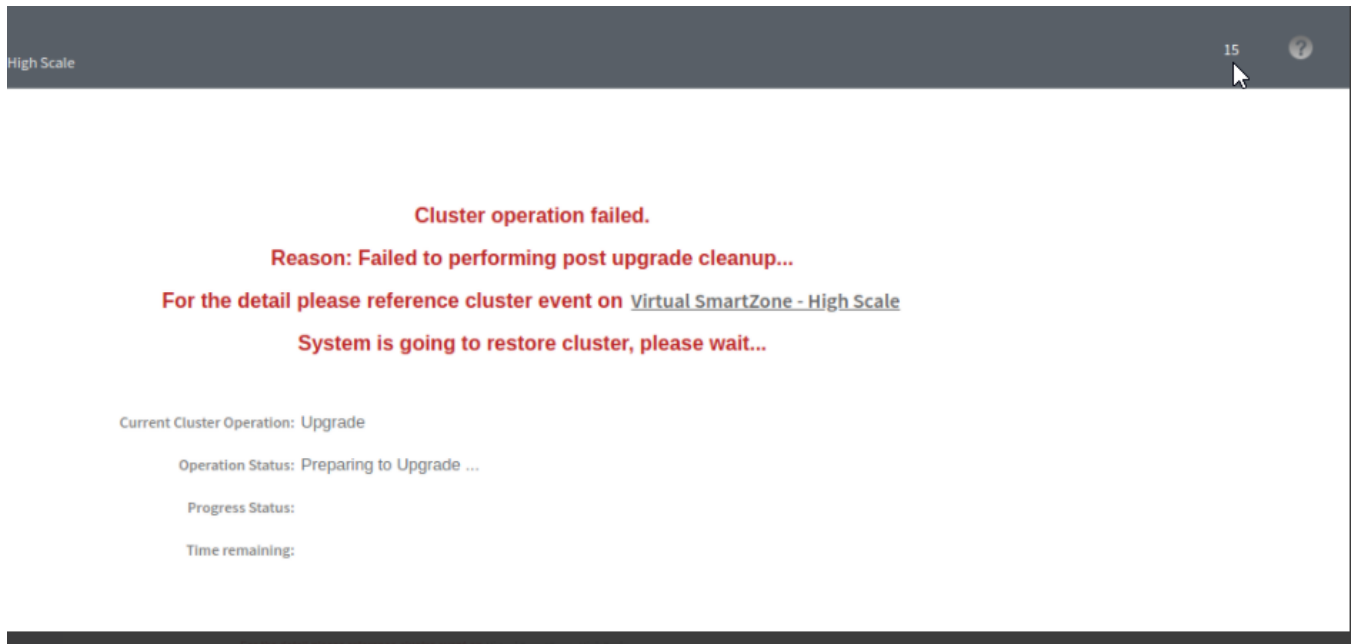 High Scale
15
?
Cluster operation failed.
Reason: Failed to performing post upgrade cleanup...
For the detail please reference cluster event on Virtual SmartZone - High Scale
System is going to restore cluster, please wait...
Current Cluster Operation: Upgrade
Operation Status: Preparing to Upgrade ...
Progress Status:
Time remaining: